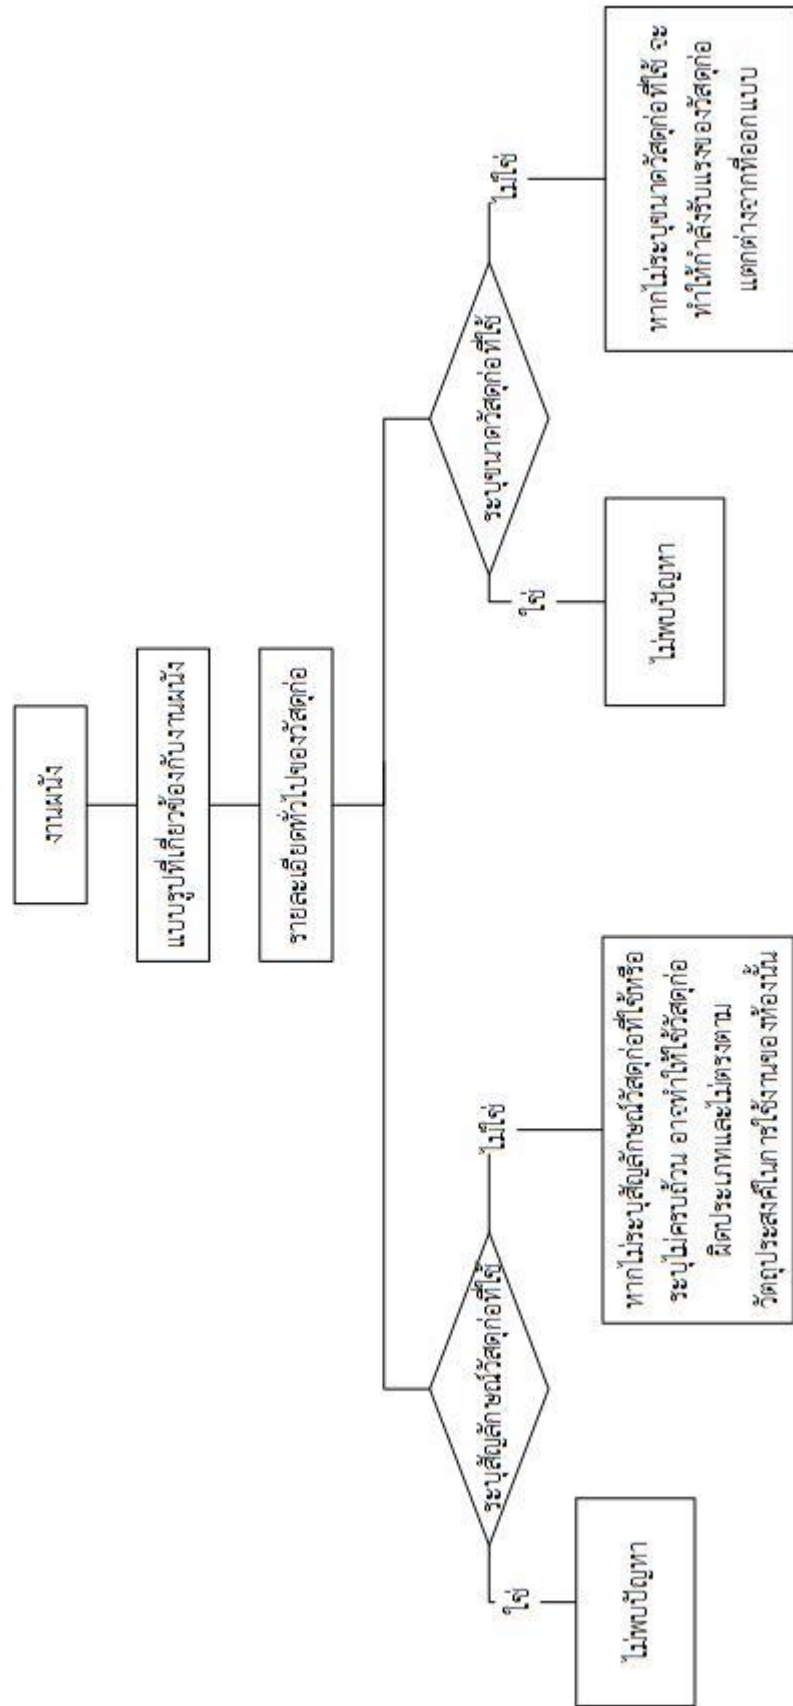 งานผนัง
แบบรูปที่เกี่ยวข้องกับงานผนัง
รายละเอียดทั่วไปของวัสดุก่อ
ระบุสัญลักษณ์วัสดุก่อที่ใช้
ใช่
ไม่พบปัญหา
ไม่ใช่
หากไม่ระบุสัญลักษณ์วัสดุก่อที่ใช้หรือ
ระบุไม่ครบถ้วน อาจทำให้ใช้วัสดุก่อ
ผิดประเภทและไม่ตรงตาม
วัตถุประสงค์ในการใช้งานของห้องนั้น
ระบุขนาดวัสดุก่อที่ใช้
ใช่
ไม่พบปัญหา
ไม่ใช่
หากไม่ระบุขนาดวัสดุก่อที่ใช้ จะ
ทำให้กำลังรับแรงของวัสดุก่อ
แตกต่างจากที่ออกแบบ